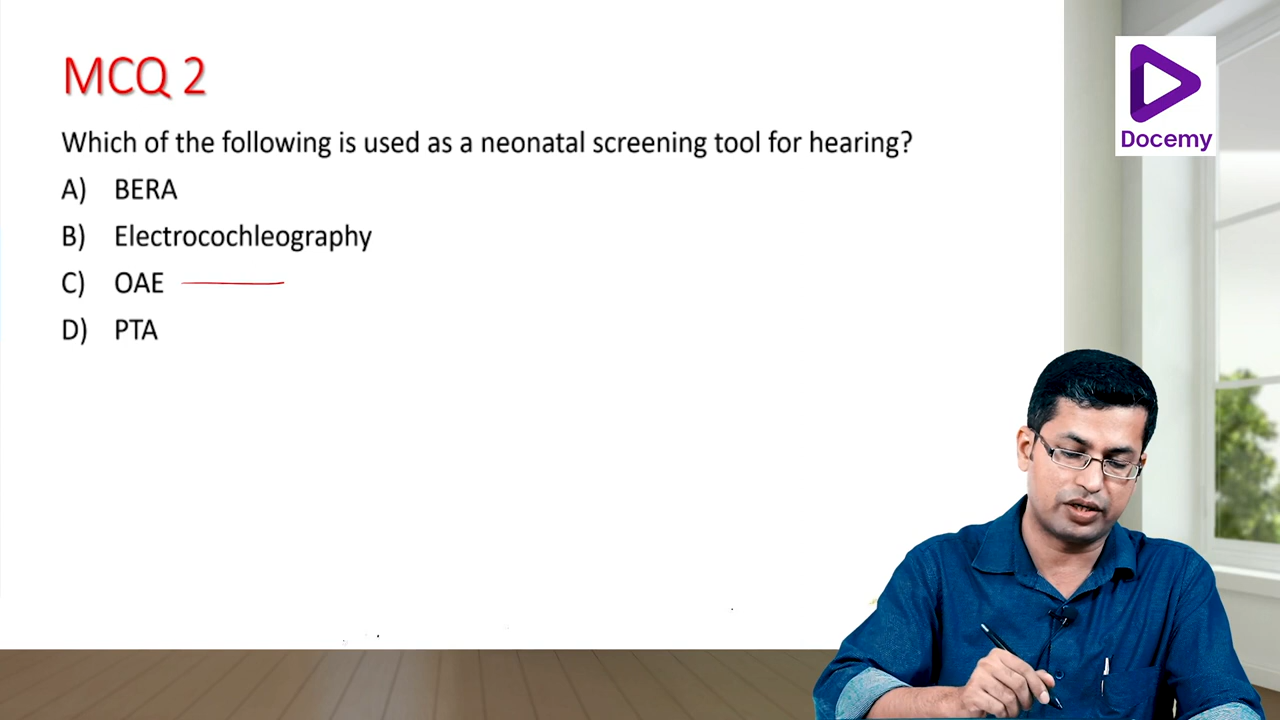 MCQ 2
Which of the following is used as a neonatal screening tool for hearing?
A) BERA
B) Electrocochleography
C) OAE
D) PTA
Docemy